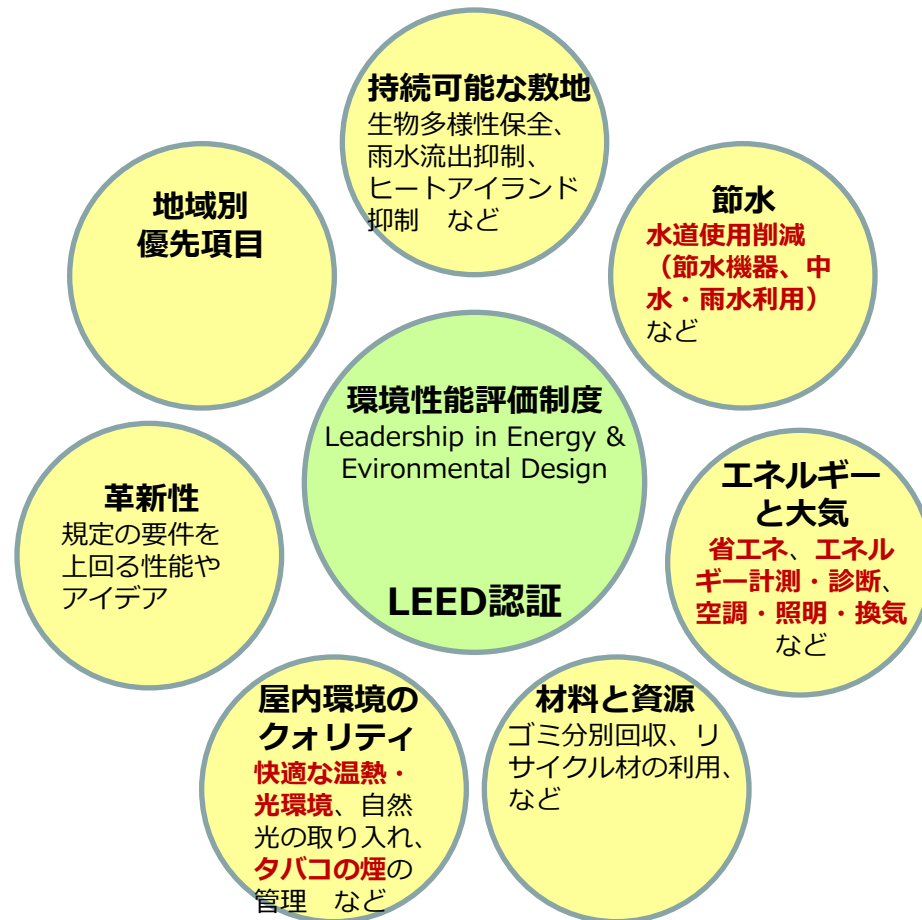 持続可能な敷地
生物多様性保全、
雨水流出抑制、
ヒートアイランド
抑制　など
節水
水道使用削減
（節水機器、中
水・雨水利用）
など
エネルギー
と大気
省エネ、エネル
ギー計測・診断、
空調・照明・換気
など
材料と資源
ゴミ分別回収、リ
サイクル材の利用、
など
屋内環境の
クォリティ
快適な温熱・
光環境、自然
光の取り入れ、
タバコの煙の
管理　など
革新性
規定の要件を
上回る性能や
アイデア
地域別
優先項目
環境性能評価制度
Leadership in Energy &
Evironmental Design
LEED認証